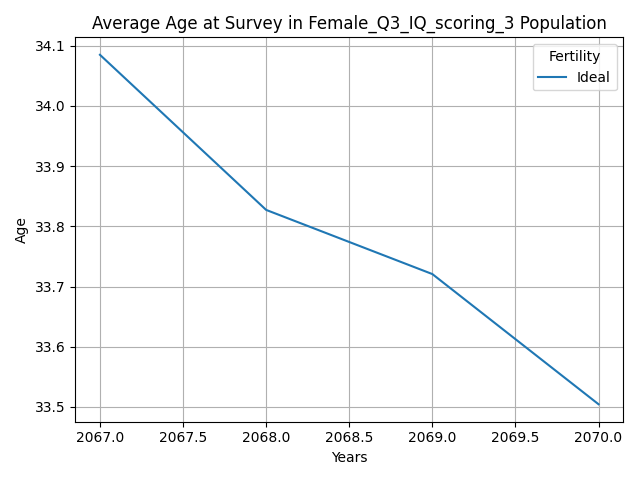 Average Age at Survey in Female_Q3_IQ_scoring_3 Population
34.1
34.0
33.9
33.8
33.7
33.6
33.5
Age
Fertility
Ideal
2067.0 2067.5 2068.0 2068.5 2069.0 2069.5 2070.0
Years